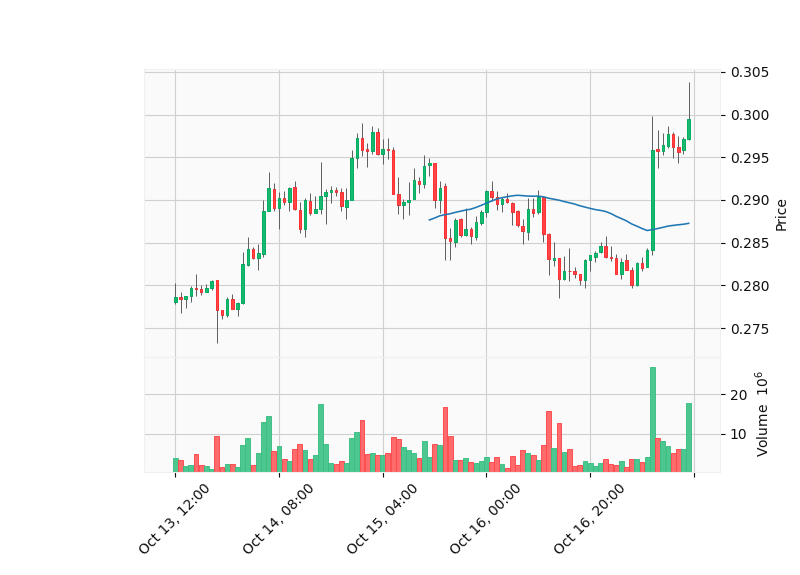 0.305
0.300
0.295
0.290
0.285
0.280
0.275
Price
20
10
Volume 10^6
Oct 13, 12:00
Oct 14, 08:00
Oct 15, 04:00
Oct 16, 00:00
Oct 16, 20:00